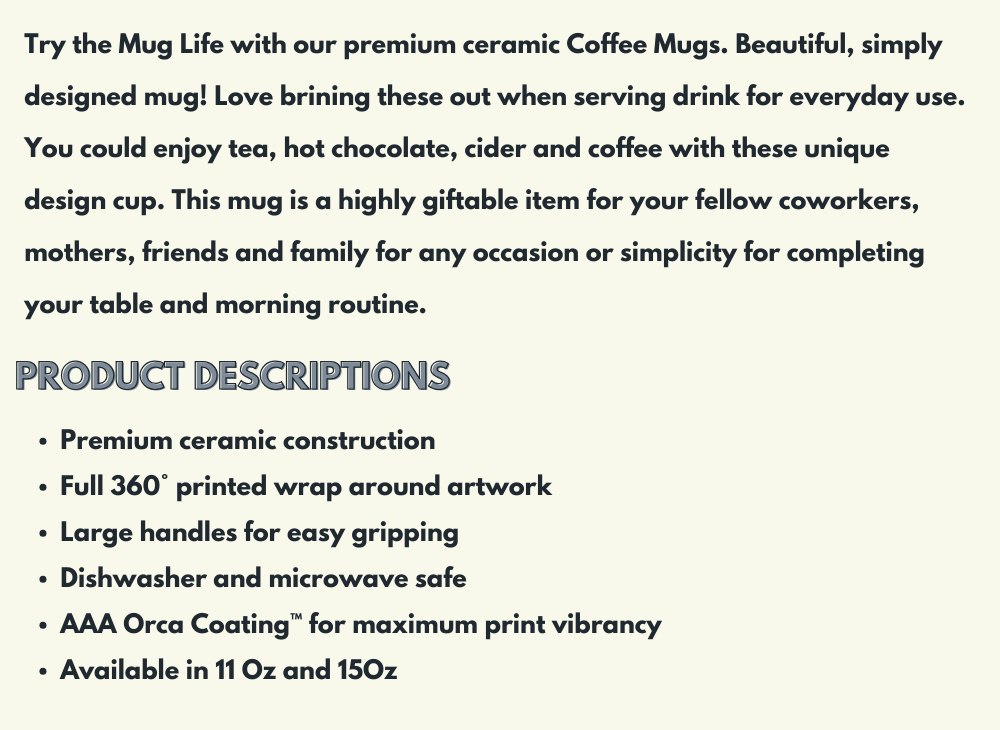 Try the Mug Life with our premium ceramic Coffee Mugs. Beautiful, simply
designed mug! Love brining these out when serving drink for everyday use.
You could enjoy tea, hot chocolate, cider and coffee with these unique
design cup. This mug is a highly giftable item for your fellow coworkers,
mothers, friends and family for any occasion or simplicity for completing
your table and morning routine.
PRODUCT DESCRIPTIONS
• Premium ceramic construction
• Full 360° printed wrap around artwork
• Large handles for easy gripping
• Dishwasher and microwave safe
• AAA Orca Coating™ for maximum print vibrancy
• Available in 11 Oz and 15Oz